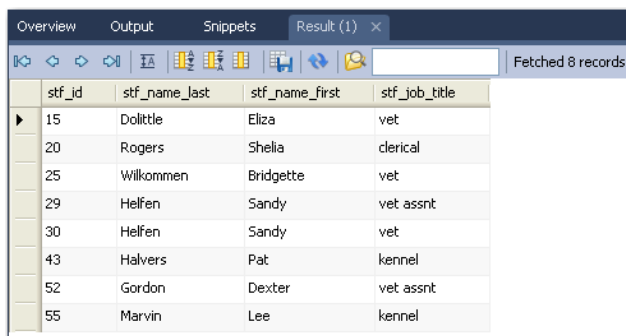 Overview Output Snippets Result (1) ×
Fetched 8 records
stf_id stf_name_last stf_name_first stf_job_title
15 Dolittle Eliza vet
20 Rogers Shelia clerical
25 Wilkommen Bridgette vet
29 Helfen Sandy vet assnt
30 Helfen Sandy vet
43 Halvers Pat kennel
52 Gordon Dexter vet assnt
55 Marvin Lee kennel